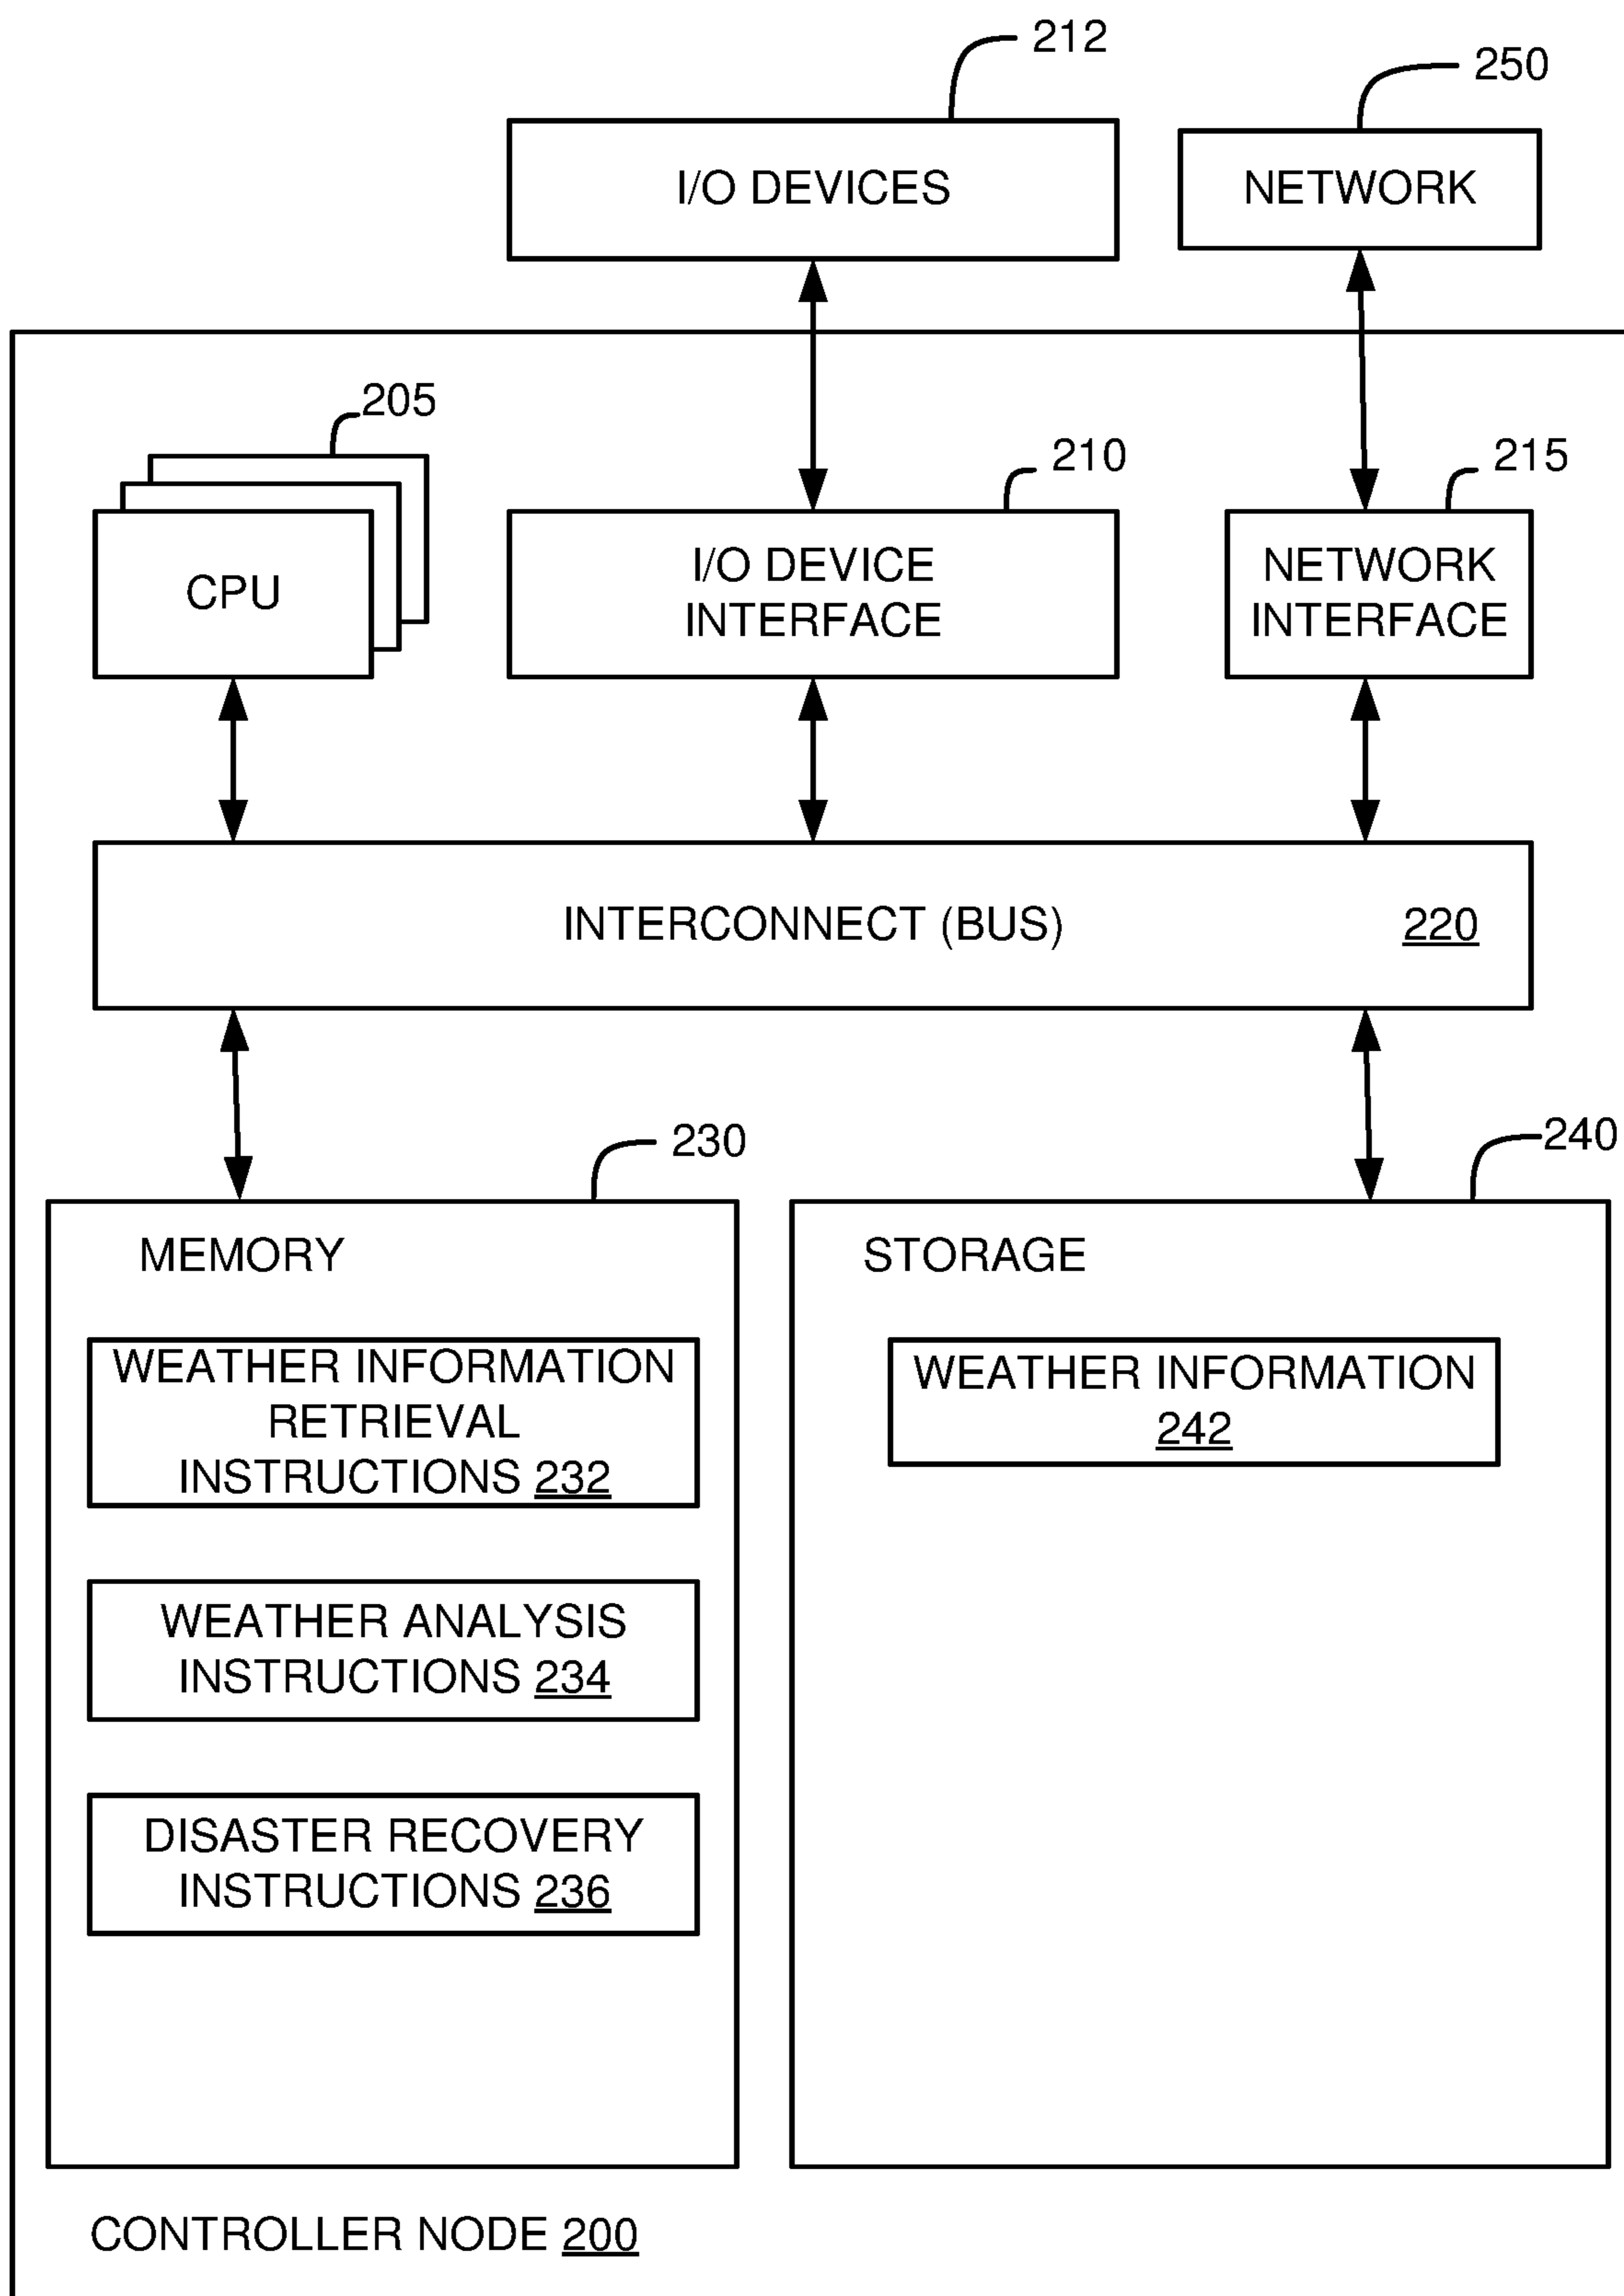 212
250
I/O DEVICES
NETWORK
205
210
215
CPU
I/O DEVICE
INTERFACE
NETWORK
INTERFACE
INTERCONNECT (BUS) 220
230
240
MEMORY
WEATHER INFORMATION
RETRIEVAL
INSTRUCTIONS 232
WEATHER ANALYSIS
INSTRUCTIONS 234
DISASTER RECOVERY
INSTRUCTIONS 236
STORAGE
WEATHER INFORMATION
242
CONTROLLER NODE 200